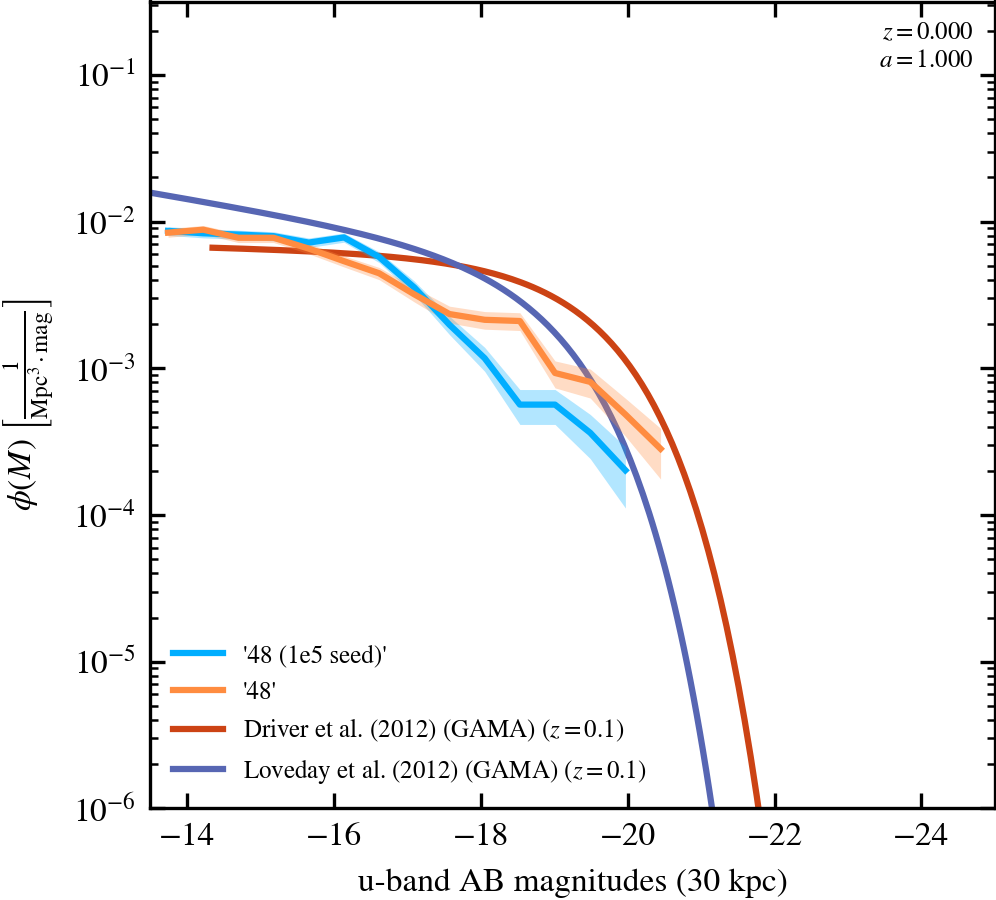 z = 0.000
a = 1.000
10⁻¹
10⁻²
10⁻³
10⁻⁴
10⁻⁵
10⁻⁶
ϕ(M) [1 / Mpc³ · mag]
'48 (1e5 seed)'
'48'
Driver et al. (2012) (GAMA) (z = 0.1)
Loveday et al. (2012) (GAMA) (z = 0.1)
−14 −16 −18 −20 −22 −24
u-band AB magnitudes (30 kpc)